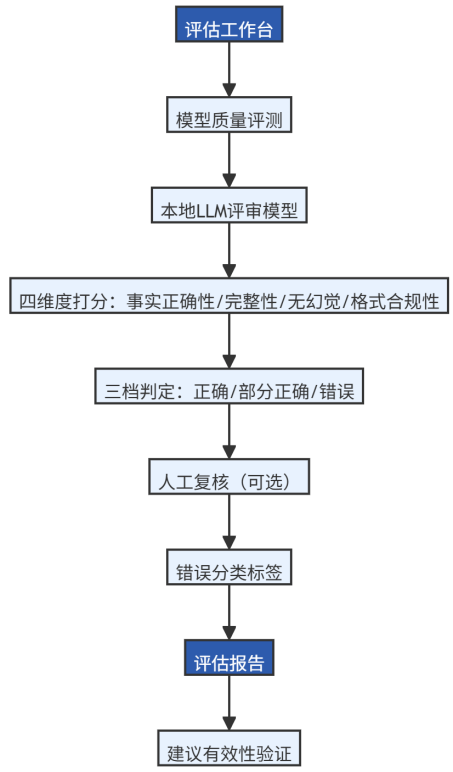 评估工作台
模型质量评测
本地LLM评审模型
四维度打分：事实正确性/完整性/无幻觉/格式合规性
三档判定：正确/部分正确/错误
人工复核（可选）
错误分类标签
评估报告
建议有效性验证